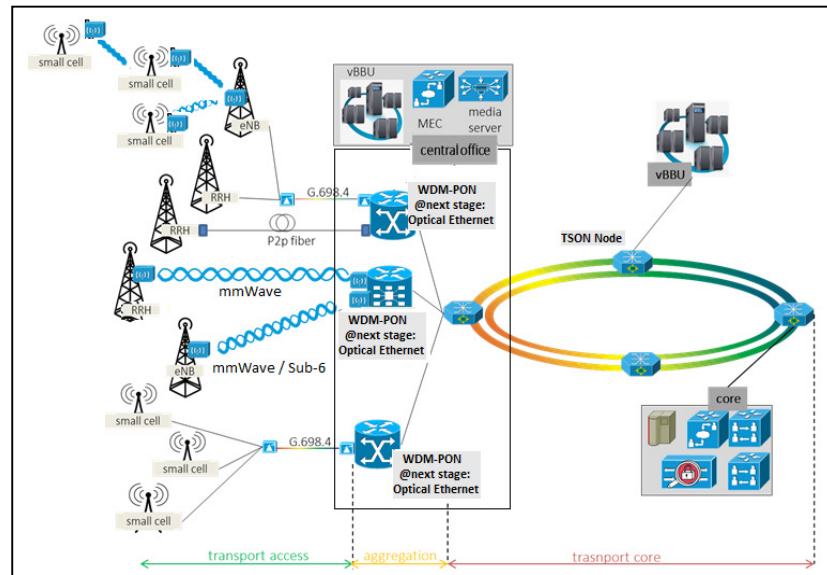 small cell
small cell
small cell
eNB
vBBU
MEC
media
server
central office
vBBU
RRH
G.698.4
WDM-PON
@next stage:
Optical Ethernet
RRH
P2p fiber
TSON Node
mmWave
RRH
WDM-PON
@next stage:
Optical Ethernet
eNB
mmWave / Sub-6
core
small cell
G.698.4
small cell
WDM-PON
@next stage:
Optical Ethernet
small cell
transport access
aggregation
trasnport core